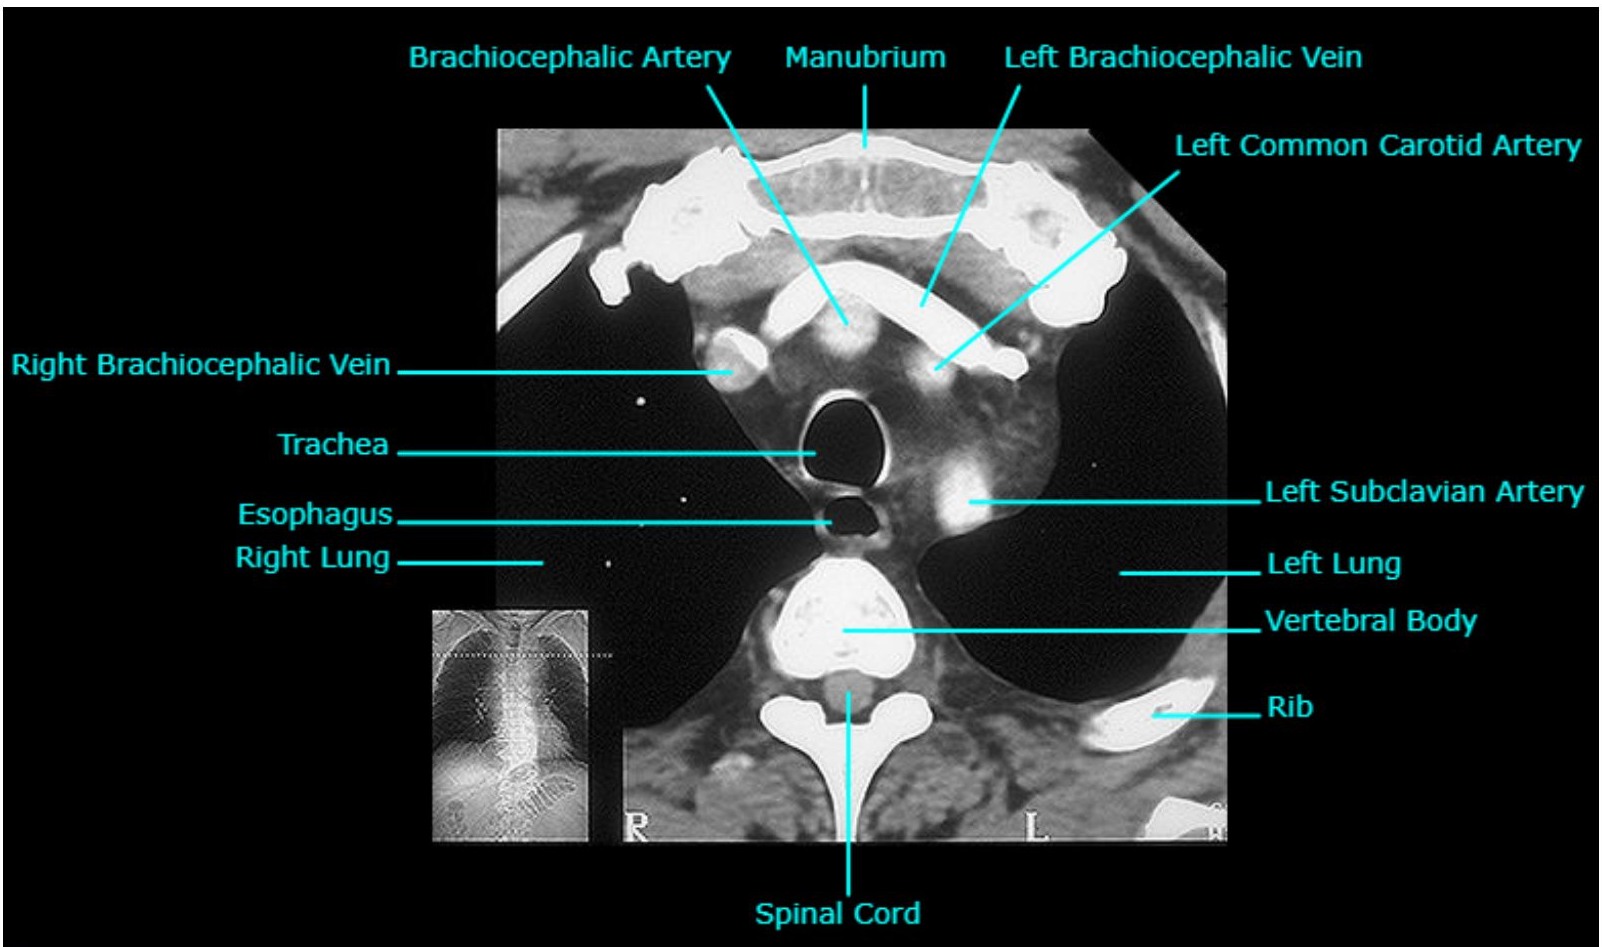 Brachiocephalic Artery
Manubrium
Left Brachiocephalic Vein
Left Common Carotid Artery
Right Brachiocephalic Vein
Trachea
Esophagus
Right Lung
Left Subclavian Artery
Left Lung
Vertebral Body
Rib
R
L
Spinal Cord